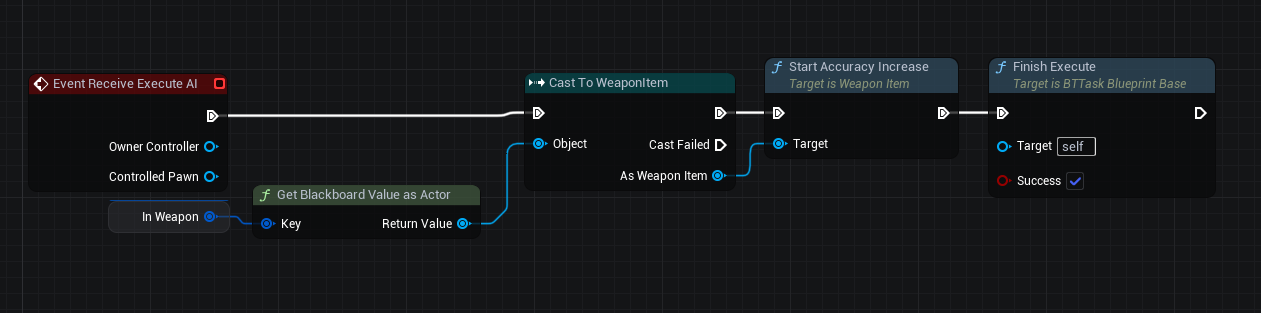 Event Receive Execute AI
Owner Controller
Controlled Pawn
In Weapon
Get Blackboard Value as Actor
Key
Return Value
Cast To WeaponItem
Object
Cast Failed
As Weapon Item
Start Accuracy Increase
Target is Weapon Item
Target
Finish Execute
Target is BTTask Blueprint Base
Target self
Success